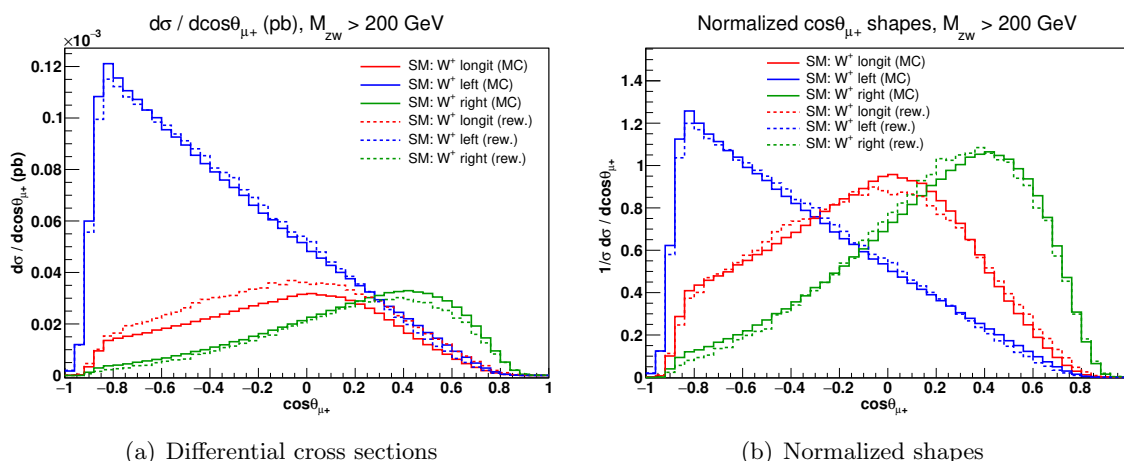 dσ / dcosθμ+ (pb), Mzw > 200 GeV
×10−3
dσ / dcosθμ+ (pb)
0.12
0.1
0.08
0.06
0.04
0.02
0
SM: W+ longit (MC)
SM: W+ left (MC)
SM: W+ right (MC)
SM: W+ longit (rew.)
SM: W+ left (rew.)
SM: W+ right (rew.)
−1 −0.8 −0.6 −0.4 −0.2 0 0.2 0.4 0.6 0.8 1
cosθμ+
(a) Differential cross sections
Normalized cosθμ+ shapes, Mzw > 200 GeV
1/σ dσ / dcosθμ+
1.4
1.2
1
0.8
0.6
0.4
0.2
0
SM: W+ longit (MC)
SM: W+ left (MC)
SM: W+ right (MC)
SM: W+ longit (rew.)
SM: W+ left (rew.)
SM: W+ right (rew.)
−1 −0.8 −0.6 −0.4 −0.2 0 0.2 0.4 0.6 0.8
cosθμ+
(b) Normalized shapes